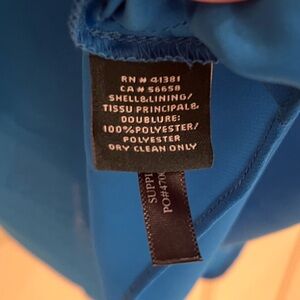 RN # 41381
CA # 56658
SHELL&LINING/
TISSU PRINCIPAL&
DOUBLURE:
100%POLYESTER/
POLYESTER
DRY CLEAN ONLY